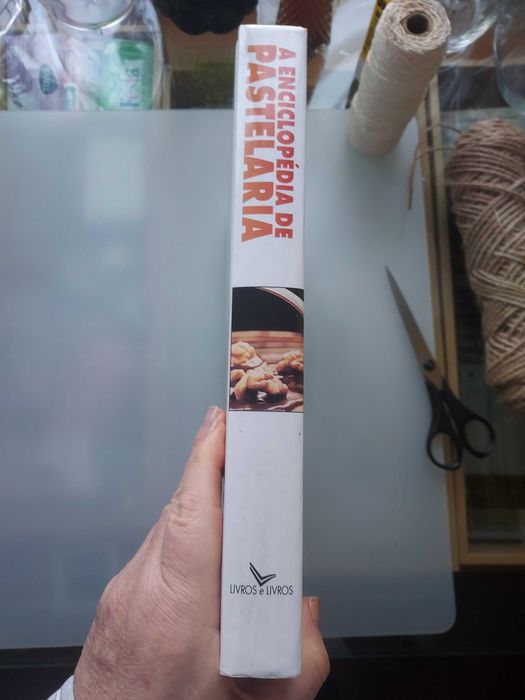 A ENCICLOPÉDIA DE
PASTELARIA
LIVROS e LIVROS